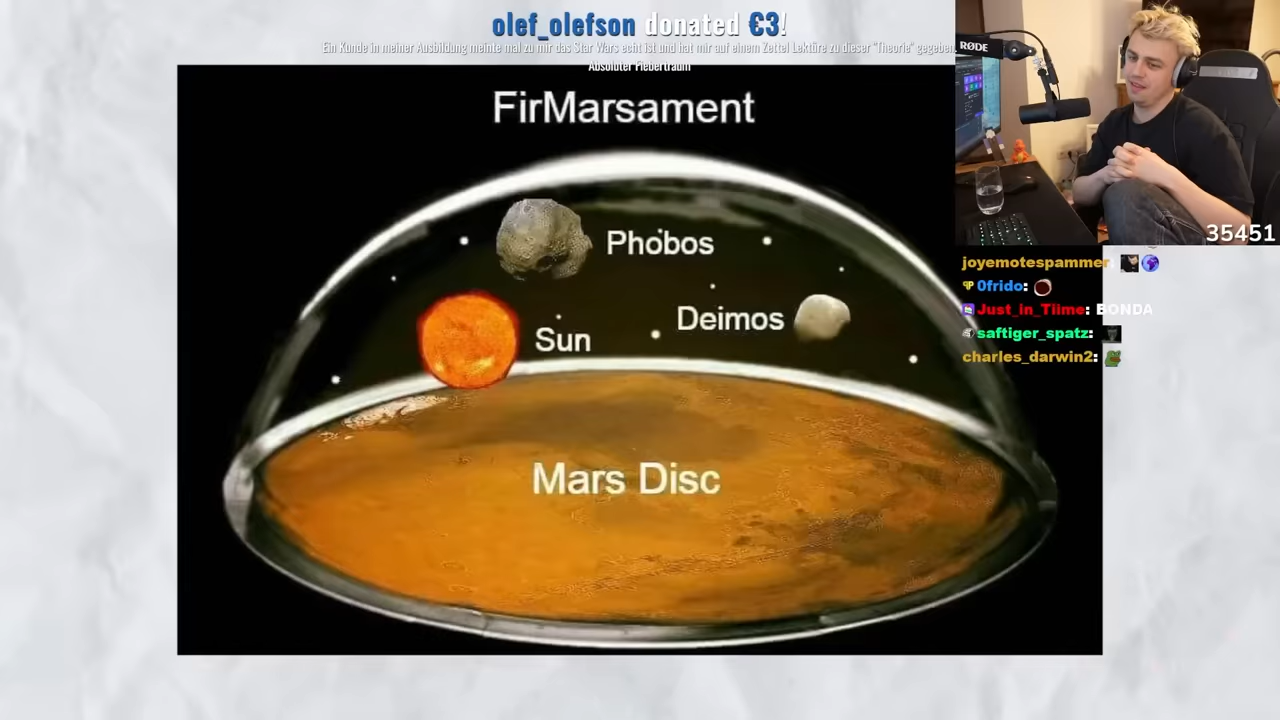 olef_olefson donated €3!
Ein Kunde in meiner Ausbildung meinte mal zu mir das Star Wars echt ist und hat mir auf einem Zettel Lektüre zu dieser "Theorie" gegeben.
Absoluter Fiebertraum
RØDE
FirMarsament
Phobos
Sun
Deimos
Mars Disc
35451
joyemotespammer:
0frido:
Just_in_Tiime: BONDA
saftiger_spatz:
charles_darwin2: